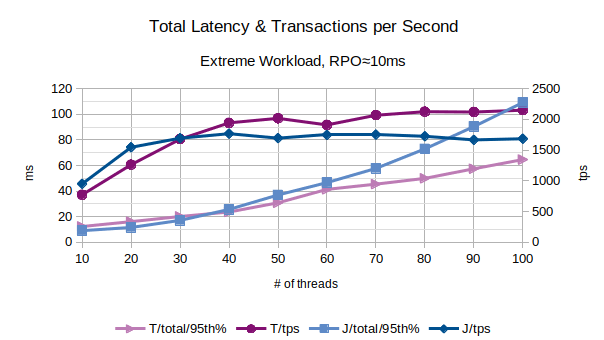 Total Latency & Transactions per Second
Extreme Workload, RPO≈10ms
120 2500
100 2000
80 1500
60 1000
40 500
20 0
0
ms
tps
10 20 30 40 50 60 70 80 90 100
# of threads
T/total/95th% T/tps J/total/95th% J/tps